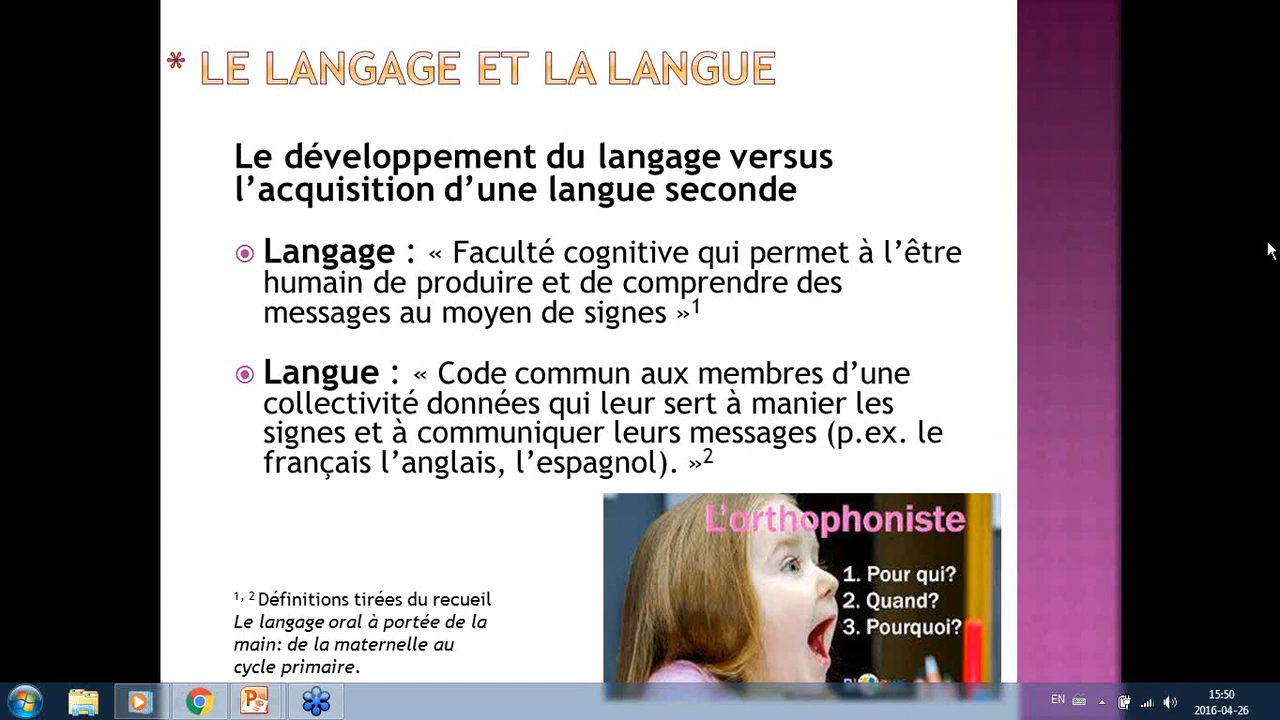 * LE LANGAGE ET LA LANGUE
Le développement du langage versus
l’acquisition d’une langue seconde
Langage : « Faculté cognitive qui permet à l’être
humain de produire et de comprendre des
messages au moyen de signes »1
Langue : « Code commun aux membres d’une
collectivité données qui leur sert à manier les
signes et à communiquer leurs messages (p.ex. le
français l’anglais, l’espagnol). »2
L'orthophoniste
1. Pour qui?
2. Quand?
3. Pourquoi?
1, 2 Définitions tirées du recueil
Le langage oral à portée de la
main: de la maternelle au
cycle primaire.
EN
15:50
2016-04-26